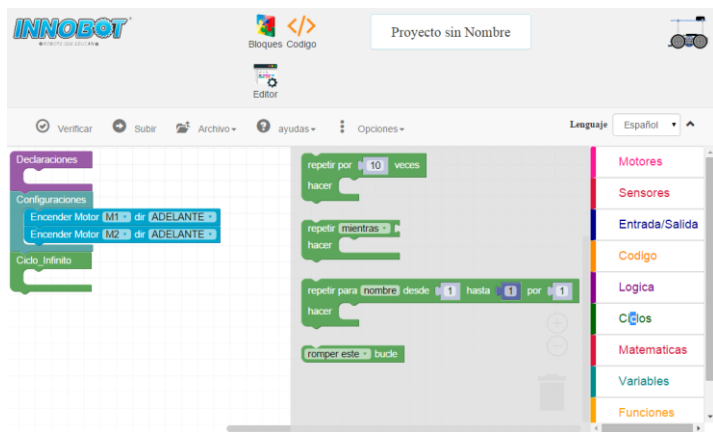 INNOBOT
ROBOTS QUE EDUCAN
Bloques Codigo
Proyecto sin Nombre
Editor
Verificar Subir Archivo ayudas Opciones
Lenguaje Español
Declaraciones
Configuraciones
Encender Motor M1 dir ADELANTE
Encender Motor M2 dir ADELANTE
Ciclo_Infinito
repetir por 10 veces
hacer
repetir mientras
hacer
repetir para nombre desde 1 hasta 1 por 1
hacer
romper este bucle
Motores
Sensores
Entrada/Salida
Codigo
Logica
Ciclos
Matematicas
Variables
Funciones